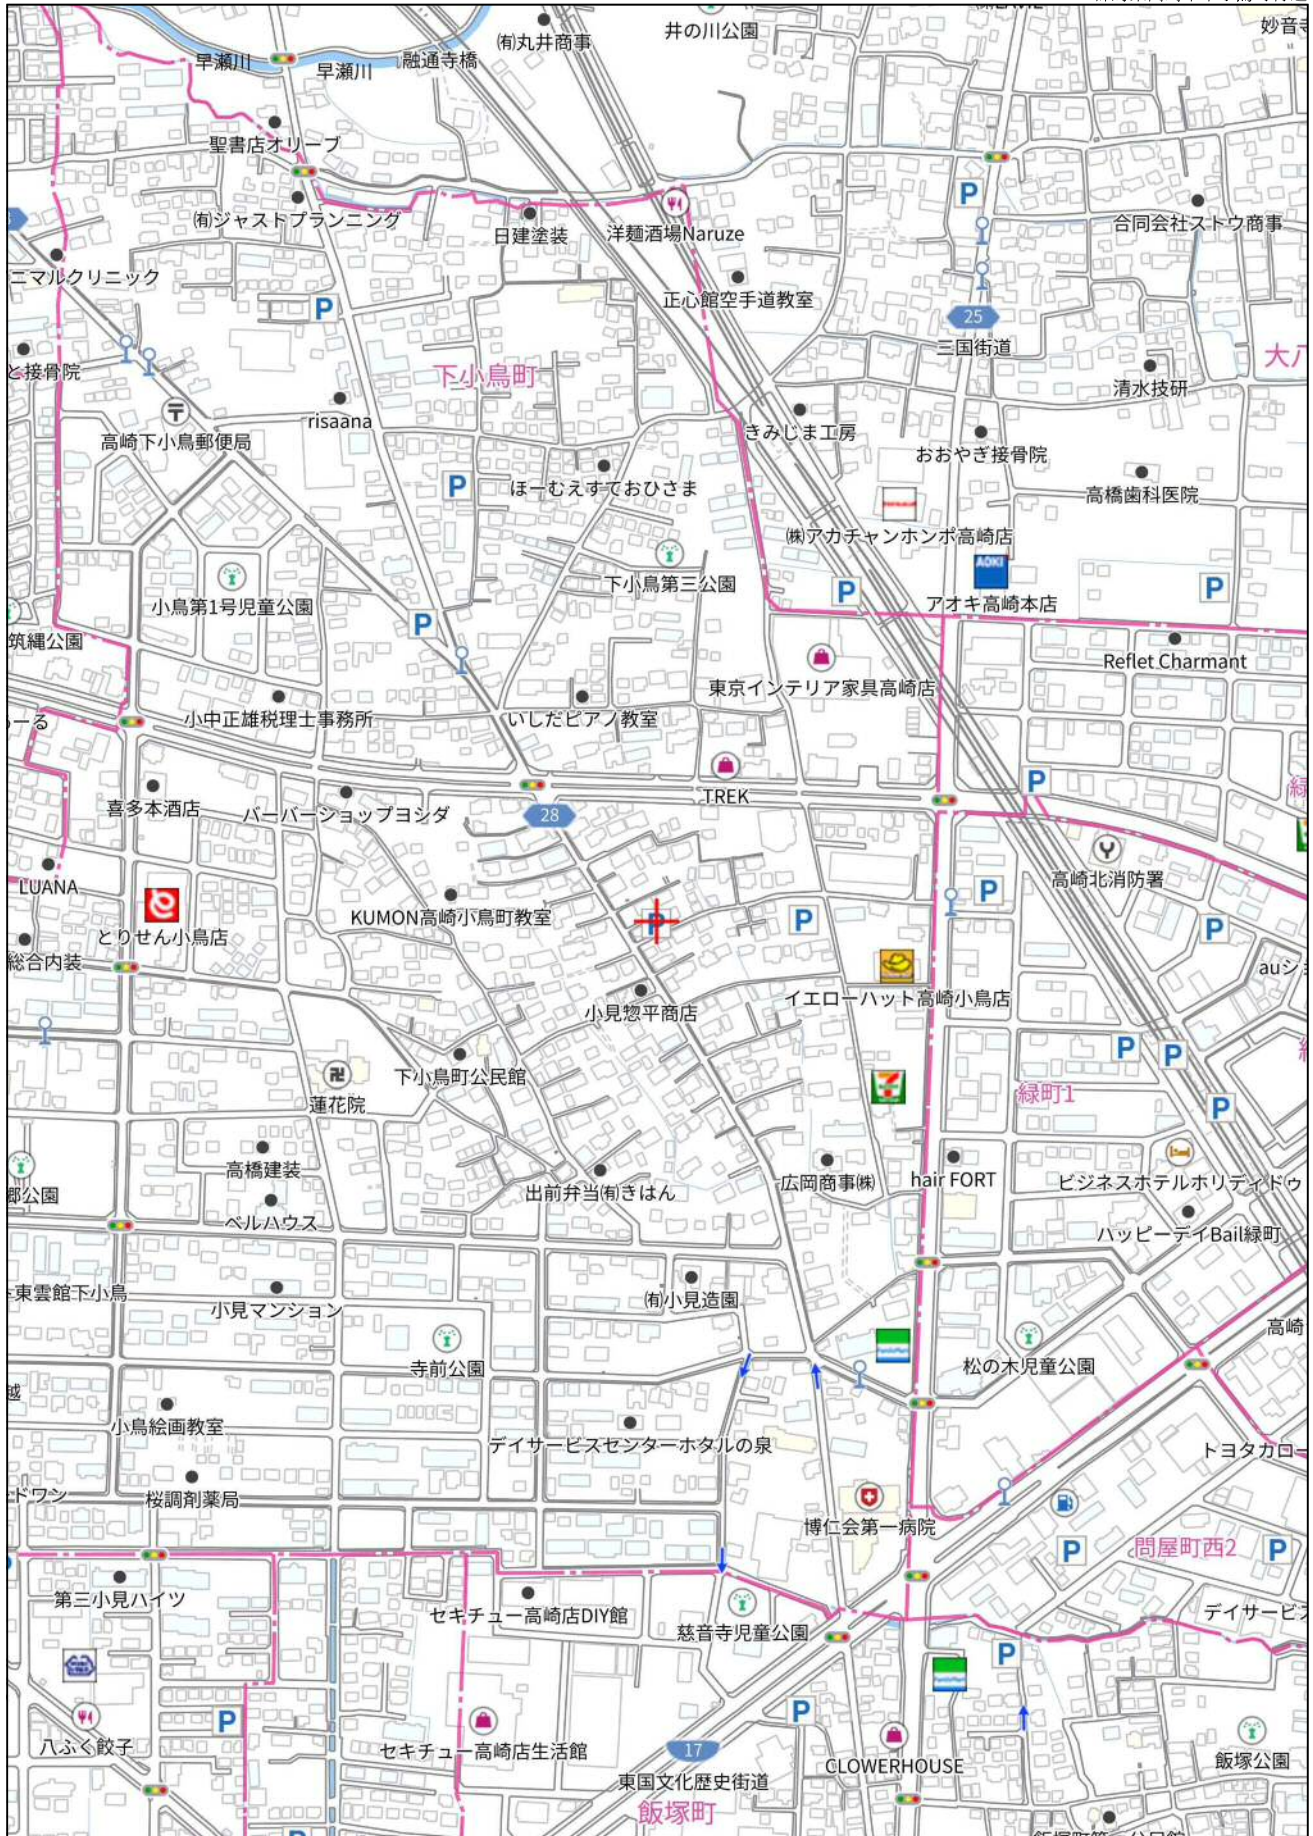 (有)丸井商事
井の川公園
早瀬川
早瀬川
融通寺橋
聖書店オリーブ
(有)ジャストプランニング
日建塗装
洋麺酒場Naruze
合同会社ストウ商事
ニマルクリニック
P
P
正心館空手道教室
25
三国街道
と接骨院
下小鳥町
清水技研
高崎下小鳥郵便局
risaana
きみじま工房
おおやぎ接骨院
P
ほーむえすておひさま
高橋歯科医院
(株)アカチャンホンポ高崎店
下小鳥第三公園
AOKI
P
P
アオキ高崎本店
小鳥第1号児童公園
P
筑縄公園
Reflet Charmant
東京インテリア家具高崎店
小中正雄税理士事務所
いしだピアノ教室
喜多本酒店
バーバーショップヨシダ
28
TREK
P
LUANA
高崎北消防署
P
KUMON高崎小鳥町教室
P
P
P
とりせん小鳥店
総合内装
イエローハット高崎小鳥店
小見惣平商店
P
P
下小鳥町公民館
蓮花院
緑町1
P
高橋建装
広岡商事(株)
hair FORT
ビジネスホテルホリディドゥ
出前弁当(有)きはん
ベルハウス
ハッピーデイBail緑町
東雲館下小鳥
小見マンション
(有)小見造園
寺前公園
FamilyMart
松の木児童公園
小鳥絵画教室
デイサービスセンターホタルの泉
トヨタカロー
ドワン
桜調剤薬局
博仁会第一病院
P
問屋町西2
P
第三小見ハイツ
セキチュー高崎店DIY館
慈音寺児童公園
デイサービス
P
P
P
八ふく餃子
セキチュー高崎店生活館
17
東国文化歴史街道
CLOWERHOUSE
飯塚公園
飯塚町